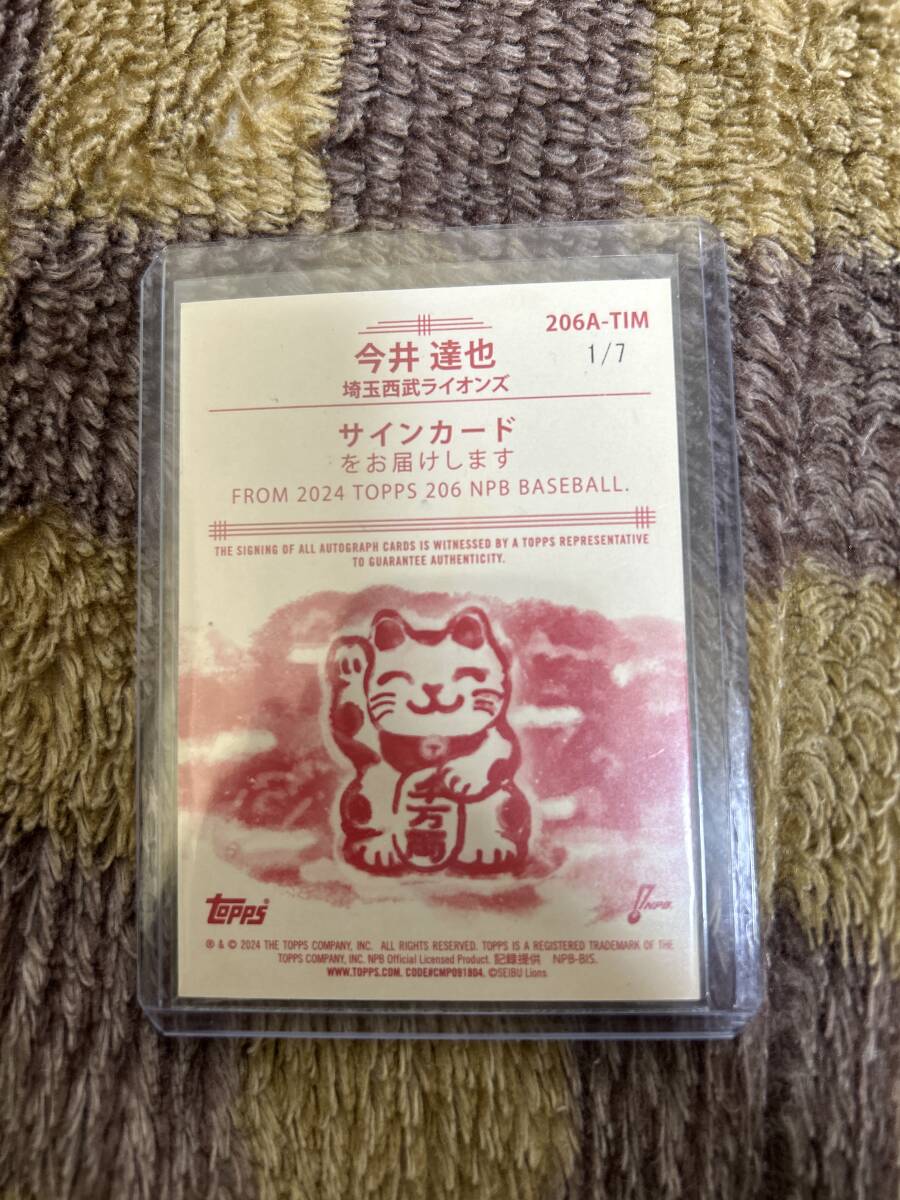 206A-TIM
1/7
今井 達也
埼玉西武ライオンズ
サインカード
をお届けします
FROM 2024 TOPPS 206 NPB BASEBALL.
THE SIGNING OF ALL AUTOGRAPH CARDS IS WITNESSED BY A TOPPS REPRESENTATIVE
TO GUARANTEE AUTHENTICITY.
千万両
topps
NPB
® & © 2024 THE TOPPS COMPANY, INC. ALL RIGHTS RESERVED. TOPPS IS A REGISTERED TRADEMARK OF THE
TOPPS COMPANY, INC. NPB Official Licensed Product. 記録提供 NPB-BIS.
WWW.TOPPS.COM. CODE#CMP091804. ©SEIBU Lions